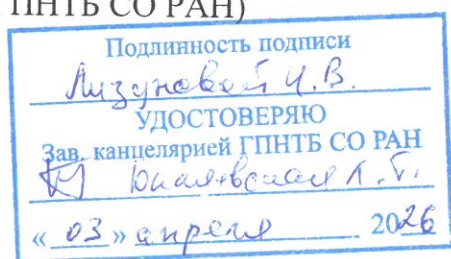 ПНТБ СО РАН)
Подлинность подписи
Лизуновой И.В.
УДОСТОВЕРЯЮ
Зав. канцелярией ГПНТБ СО РАН
« 03 » апреля 2026